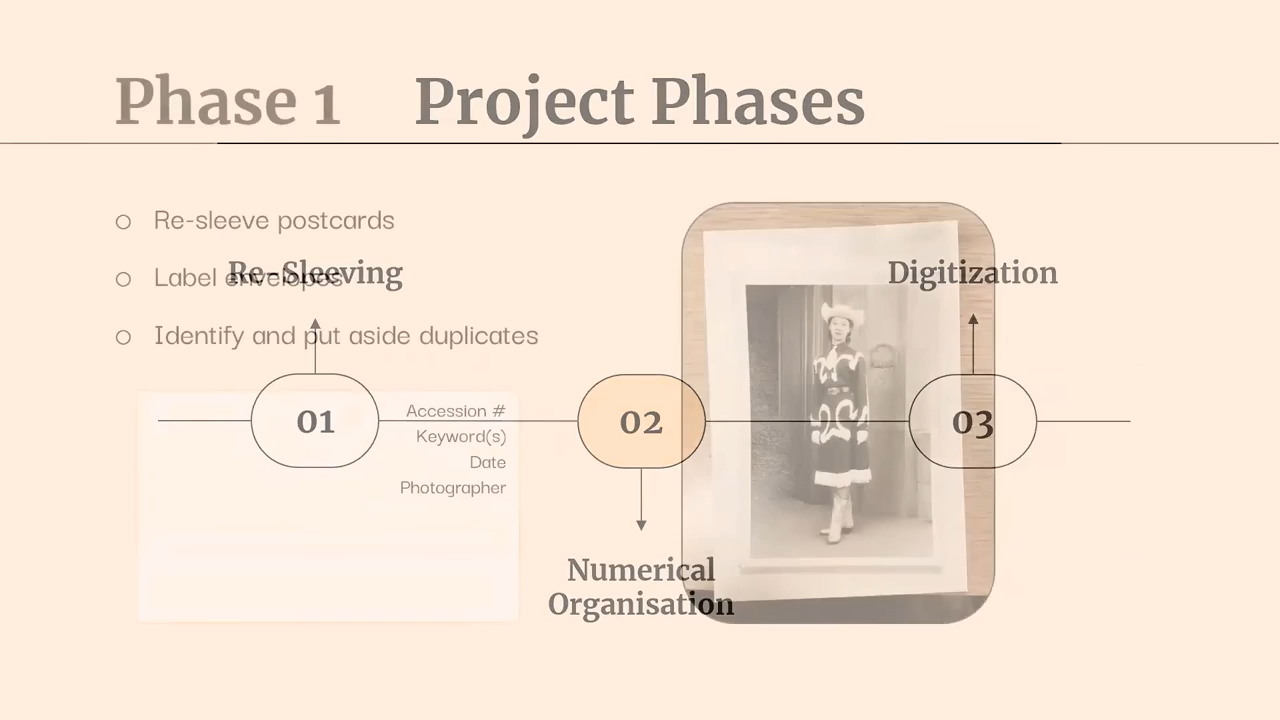 Phase 1 Project Phases
Re-sleeve postcards
Label envelopes
Re-Sleeving
Digitization
Identify and put aside duplicates
01
02
03
Accession #
Keyword(s)
Date
Photographer
Numerical
Organisation